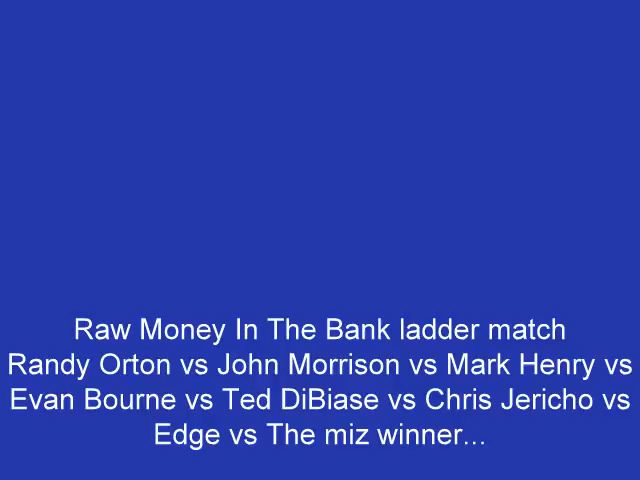 Raw Money In The Bank ladder match
Randy Orton vs John Morrison vs Mark Henry vs
Evan Bourne vs Ted DiBiase vs Chris Jericho vs
Edge vs The miz winner...